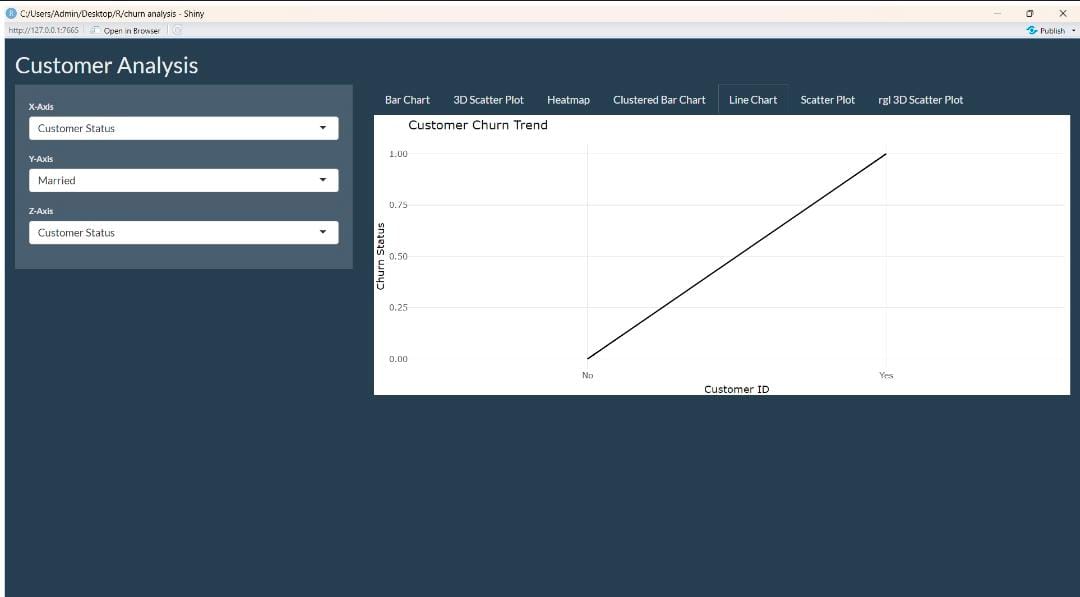 C:/Users/Admin/Desktop/R/churn analysis - Shiny
http://127.0.0.1:7665 Open in Browser Publish
Customer Analysis
X-Axis
Customer Status
Y-Axis
Married
Z-Axis
Customer Status
Bar Chart 3D Scatter Plot Heatmap Clustered Bar Chart Line Chart Scatter Plot rgl 3D Scatter Plot
Customer Churn Trend
1.00
0.75
0.50
0.25
0.00
Churn Status
No Yes
Customer ID